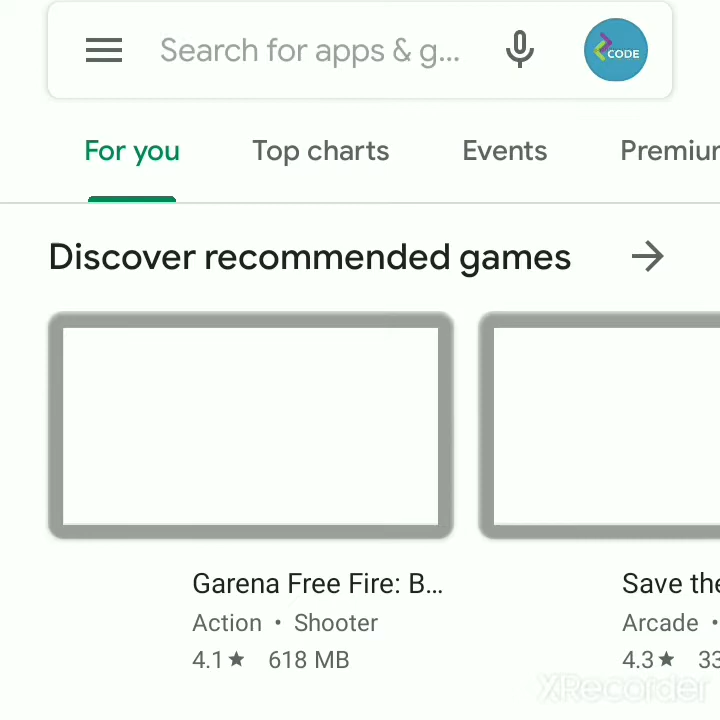 Search for apps & g...
CODE
For you
Top charts
Events
Premiu
Discover recommended games
Garena Free Fire: B...
Action • Shooter
4.1★ 618 MB
Save the
Arcade •
4.3★ 33
XRecorder